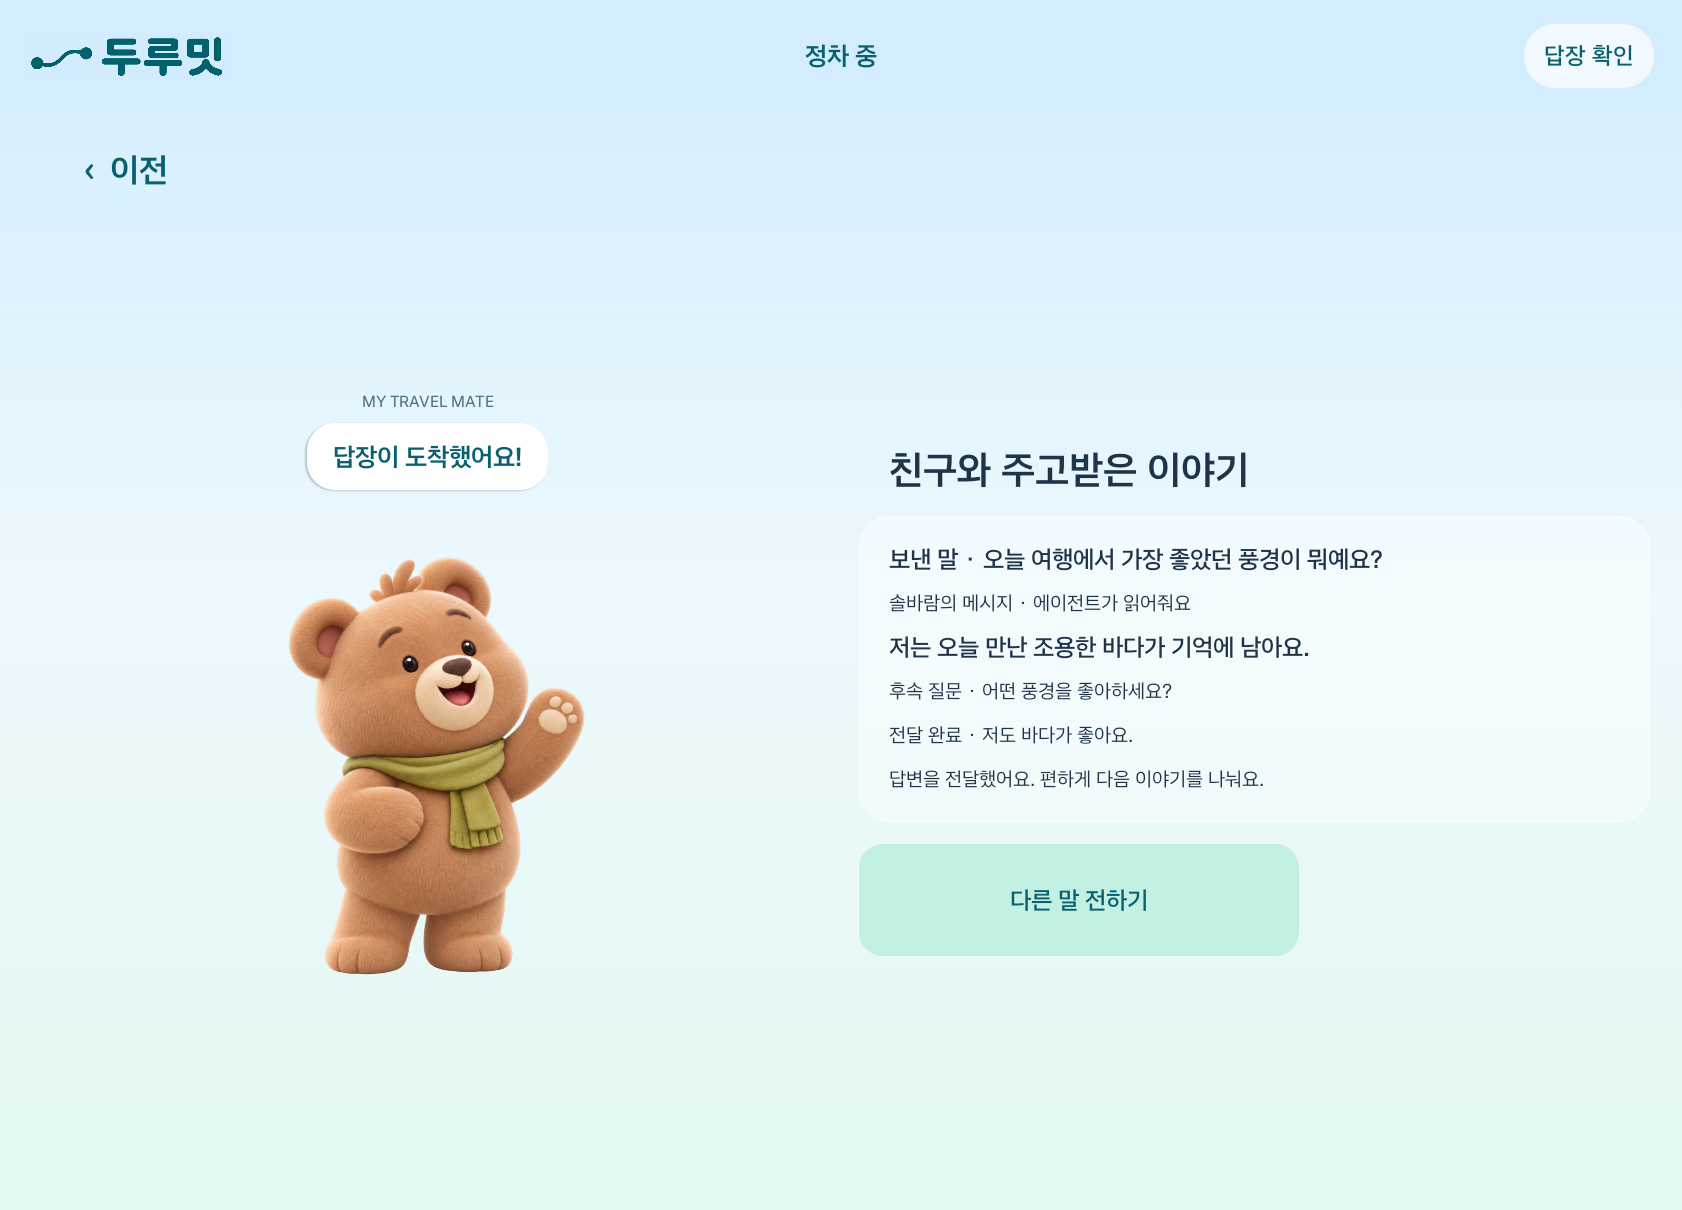 두루밋
정차 중
답장 확인
‹ 이전
MY TRAVEL MATE
답장이 도착했어요!
친구와 주고받은 이야기
보낸 말 · 오늘 여행에서 가장 좋았던 풍경이 뭐예요?
솔바람의 메시지 · 에이전트가 읽어줘요
저는 오늘 만난 조용한 바다가 기억에 남아요.
후속 질문 · 어떤 풍경을 좋아하세요?
전달 완료 · 저도 바다가 좋아요.
답변을 전달했어요. 편하게 다음 이야기를 나눠요.
다른 말 전하기